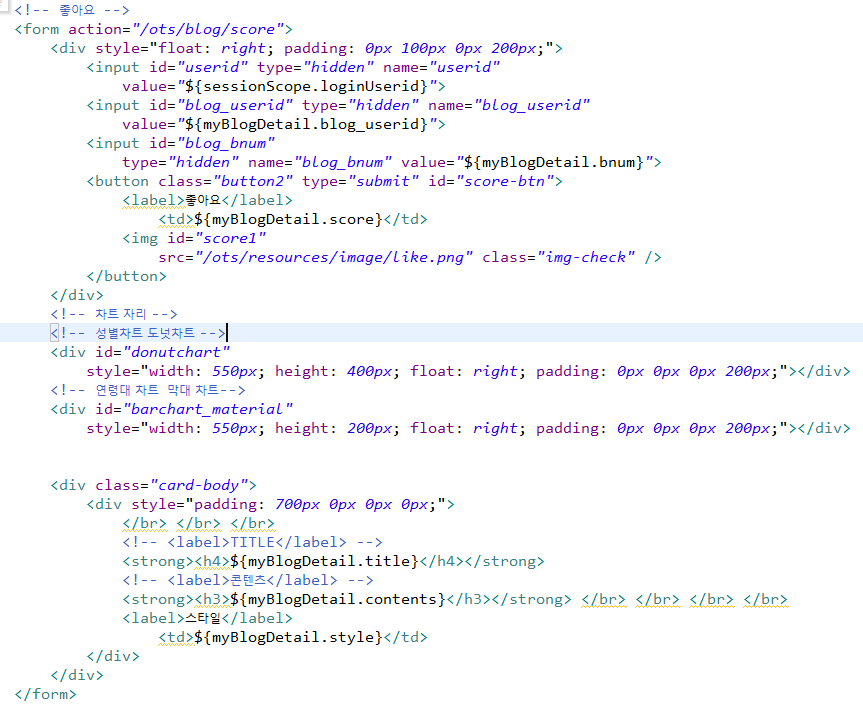 <!-- 좋아요 -->
<form action="/ots/blog/score">
<div style="float: right; padding: 0px 100px 0px 200px;">
<input id="userid" type="hidden" name="userid"
value="${sessionScope.loginUserid}">
<input id="blog_userid" type="hidden" name="blog_userid"
value="${myBlogDetail.blog_userid}">
<input id="blog_bnum"
type="hidden" name="blog_bnum" value="${myBlogDetail.bnum}">
<button class="button2" type="submit" id="score-btn">
<label>좋아요</label>
<td>${myBlogDetail.score}</td>
<img id="score1"
src="/ots/resources/image/like.png" class="img-check" />
</button>
</div>
<!-- 차트 자리 -->
<!-- 성별차트 도넛차트 -->
<div id="donutchart"
style="width: 550px; height: 400px; float: right; padding: 0px 0px 0px 200px;"></div>
<!-- 연령대 차트 막대 차트-->
<div id="barchart_material"
style="width: 550px; height: 200px; float: right; padding: 0px 0px 0px 200px;"></div>
<div class="card-body">
<div style="padding: 700px 0px 0px 0px;">
</br> </br> </br>
<!-- <label>TITLE</label> -->
<strong><h4>${myBlogDetail.title}</h4></strong>
<!-- <label>콘텐츠</label> -->
<strong><h3>${myBlogDetail.contents}</h3></strong> </br> </br> </br> </br>
<label>스타일</label>
<td>${myBlogDetail.style}</td>
</div>
</div>
</form>